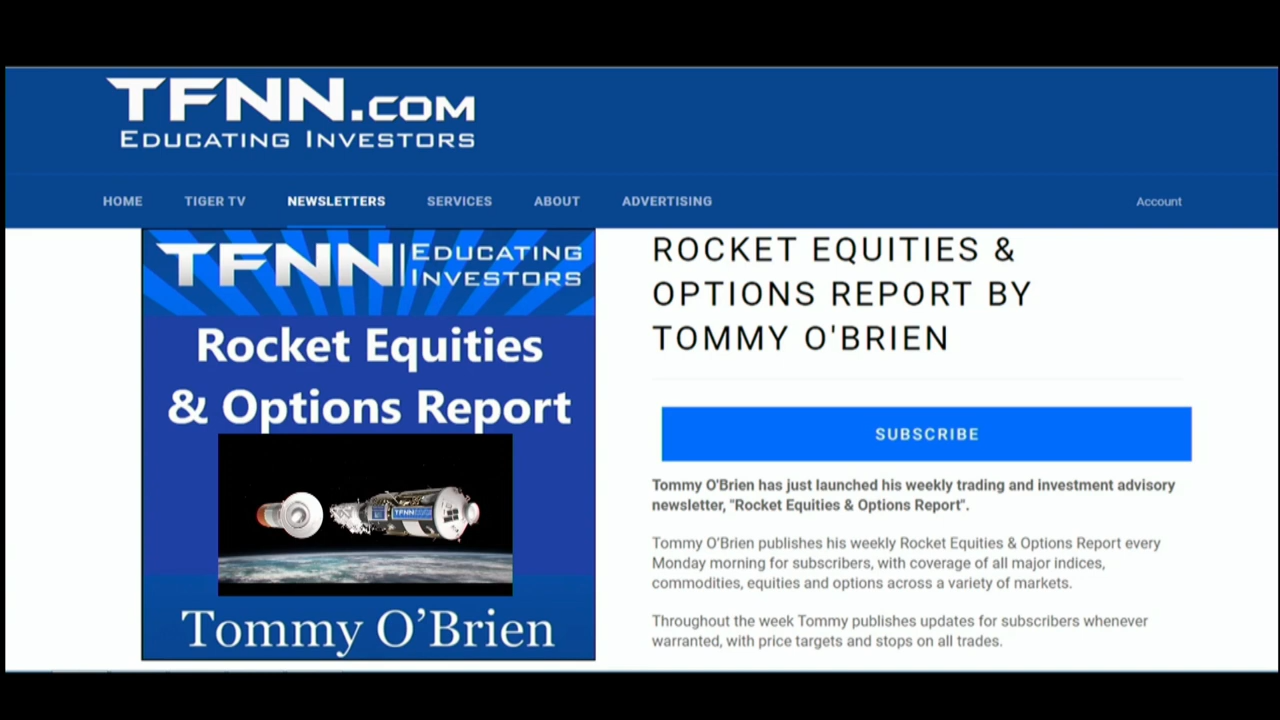 TFNN.COM
EDUCATING INVESTORS
HOME TIGER TV NEWSLETTERS SERVICES ABOUT ADVERTISING Account
TFNN EDUCATING
INVESTORS
Rocket Equities
& Options Report
Tommy O'Brien
ROCKET EQUITIES &
OPTIONS REPORT BY
TOMMY O'BRIEN
SUBSCRIBE
Tommy O'Brien has just launched his weekly trading and investment advisory
newsletter, "Rocket Equities & Options Report".
Tommy O'Brien publishes his weekly Rocket Equities & Options Report every
Monday morning for subscribers, with coverage of all major indices,
commodities, equities and options across a variety of markets.
Throughout the week Tommy publishes updates for subscribers whenever
warranted, with price targets and stops on all trades.